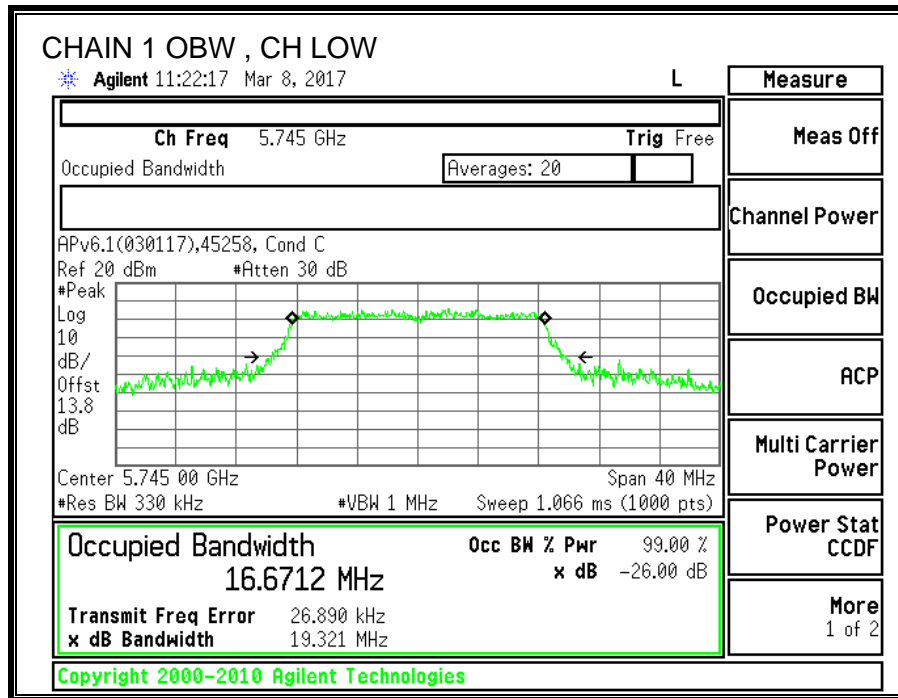 CHAIN 1 OBW , CH LOW
Agilent 11:22:17 Mar 8, 2017 L
Measure
Ch Freq 5.745 GHz Trig Free
Meas Off
Occupied Bandwidth Averages: 20
Channel Power
APv6.1(030117),45258, Cond C
Ref 20 dBm #Atten 30 dB
#Peak
Log
10
dB/
Offst
13.8
dB
Occupied BW
ACP
Multi Carrier
Power
Center 5.745 00 GHz Span 40 MHz
#Res BW 330 kHz #VBW 1 MHz Sweep 1.066 ms (1000 pts)
Power Stat
CCDF
Occupied Bandwidth Occ BW % Pwr 99.00 %
16.6712 MHz x dB -26.00 dB
Transmit Freq Error 26.890 kHz
x dB Bandwidth 19.321 MHz
More
1 of 2
Copyright 2000-2010 Agilent Technologies